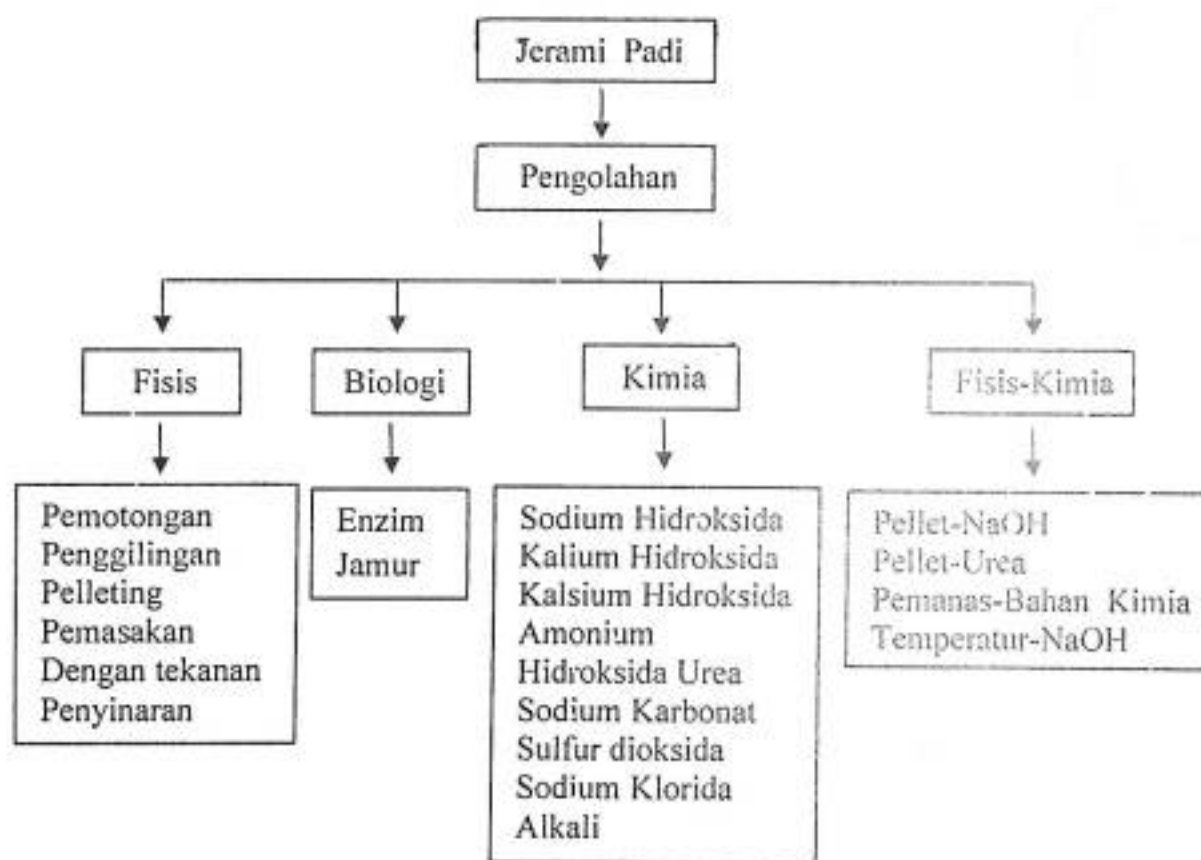 Jerami Padi
Pengolahan
Fisis
Biologi
Kimia
Fisis-Kimia
Pemotongan
Penggilingan
Pelleting
Pemasakan
Dengan tekanan
Penyinaran
Enzim
Jamur
Sodium Hidroksida
Kalium Hidroksida
Kalsium Hidroksida
Amonium
Hidroksida Urea
Sodium Karbonat
Sulfur dioksida
Sodium Klorida
Alkali
Pellet-NaOH
Pellet-Urea
Pemanas-Bahan Kimia
Temperatur-NaOH